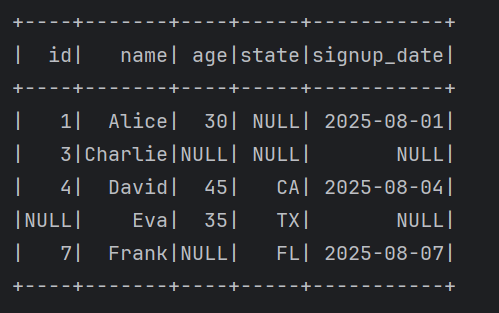 +----+-------+----+-----+-----------+
|  id|   name| age|state|signup_date|
+----+-------+----+-----+-----------+
|   1|  Alice|  30| NULL| 2025-08-01|
|   3|Charlie|NULL| NULL|       NULL|
|   4|  David|  45|   CA| 2025-08-04|
|NULL|    Eva|  35|   TX|       NULL|
|   7|  Frank|NULL|   FL| 2025-08-07|
+----+-------+----+-----+-----------+